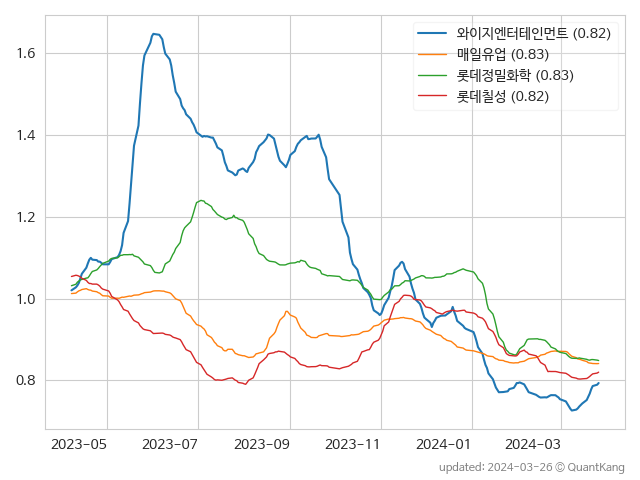 와이지엔터테인먼트 (0.82)
매일유업 (0.83)
롯데정밀화학 (0.83)
롯데칠성 (0.82)
1.6
1.4
1.2
1.0
0.8
2023-05 2023-07 2023-09 2023-11 2024-01 2024-03
updated: 2024-03-26 © QuantKang